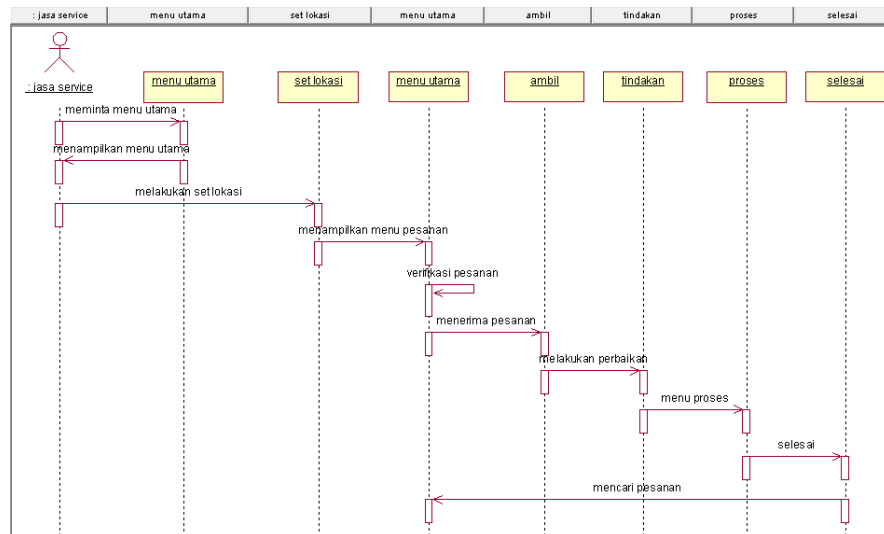 : jasa service
menu utama
set lokasi
menu utama
ambil
tindakan
proses
selesai
: jasa service
menu utama
set lokasi
menu utama
ambil
tindakan
proses
selesai
meminta menu utama
menampilkan menu utama
melakukan set lokasi
menampilkan menu pesanan
verifikasi pesanan
menerima pesanan
melakukan perbaikan
menu proses
selesai
mencari pesanan